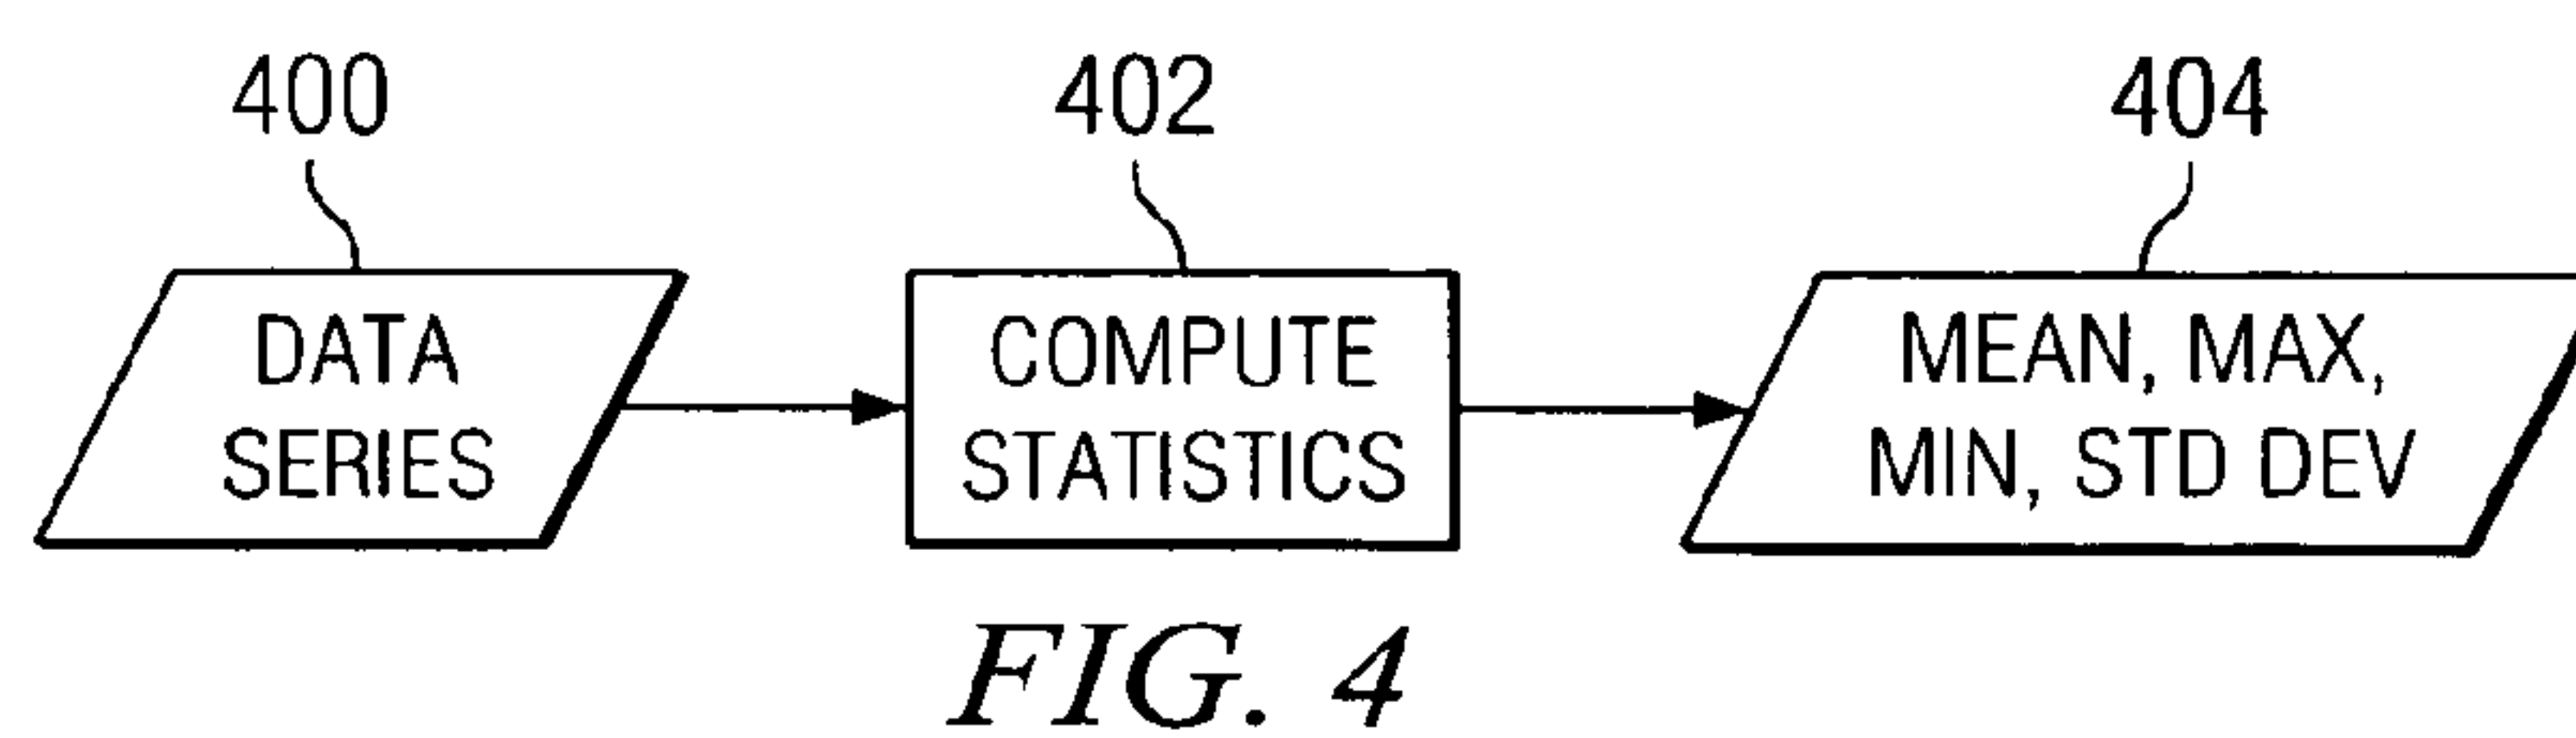 400
402
404
DATA
SERIES
COMPUTE
STATISTICS
MEAN, MAX,
MIN, STD DEV
FIG. 4